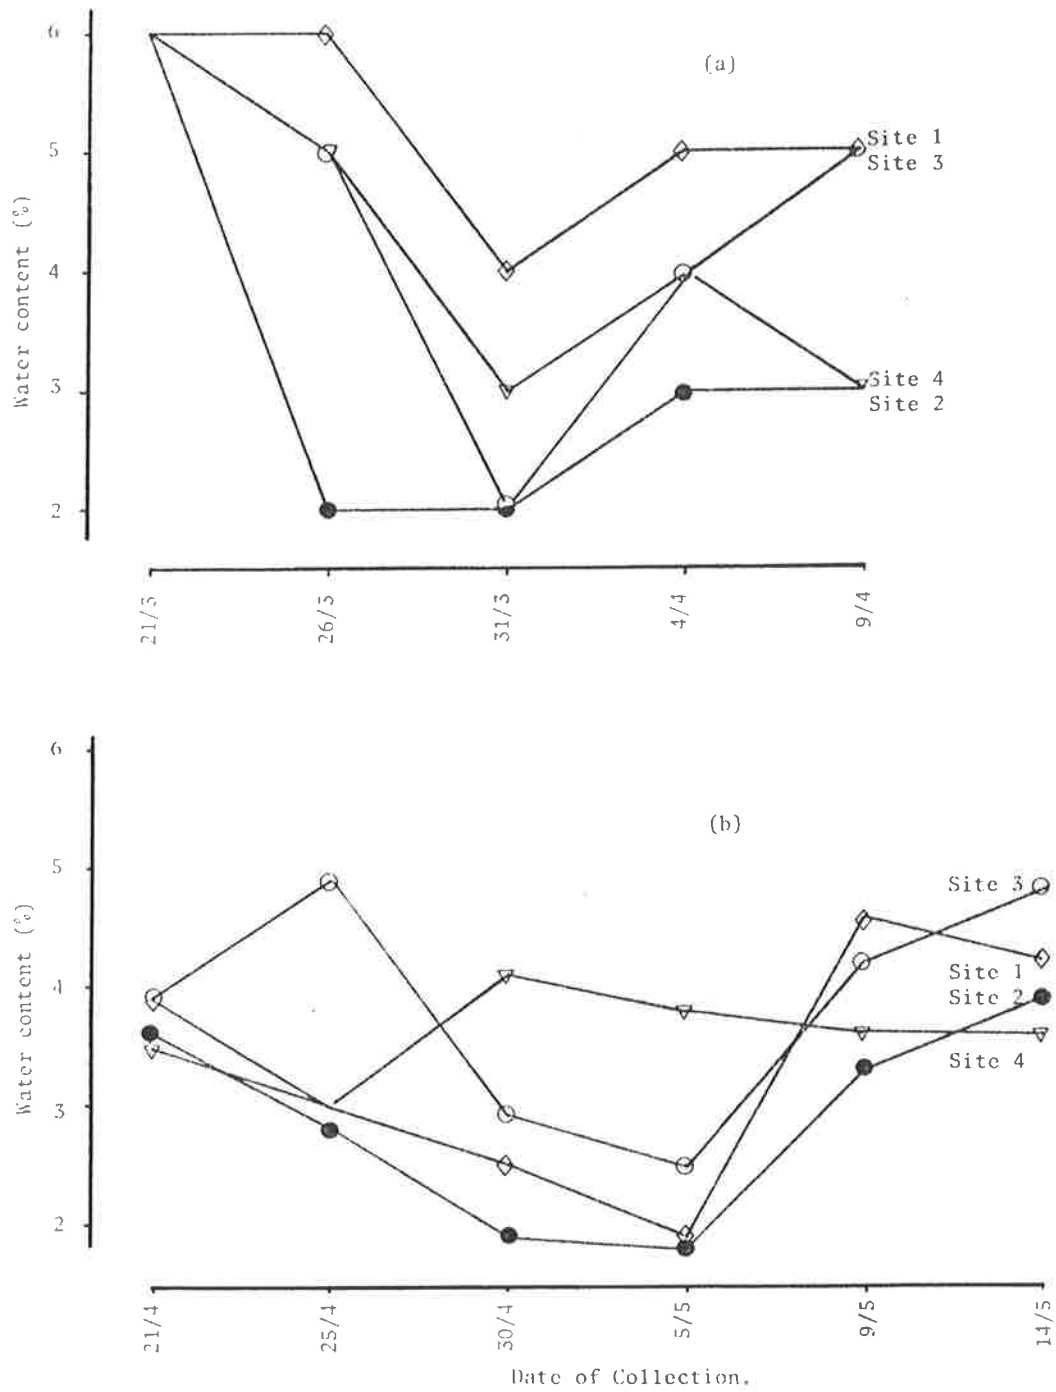 6
(a)
5
Site 1
Site 3
4
3
Site 4
Site 2
2
Water content (%)
21/3
26/3
31/3
4/4
9/4
6
(b)
5
Site 3
4
Site 1
Site 2
Site 4
3
2
Water content (%)
21/4
25/4
30/4
5/5
9/5
14/5
Date of Collection.